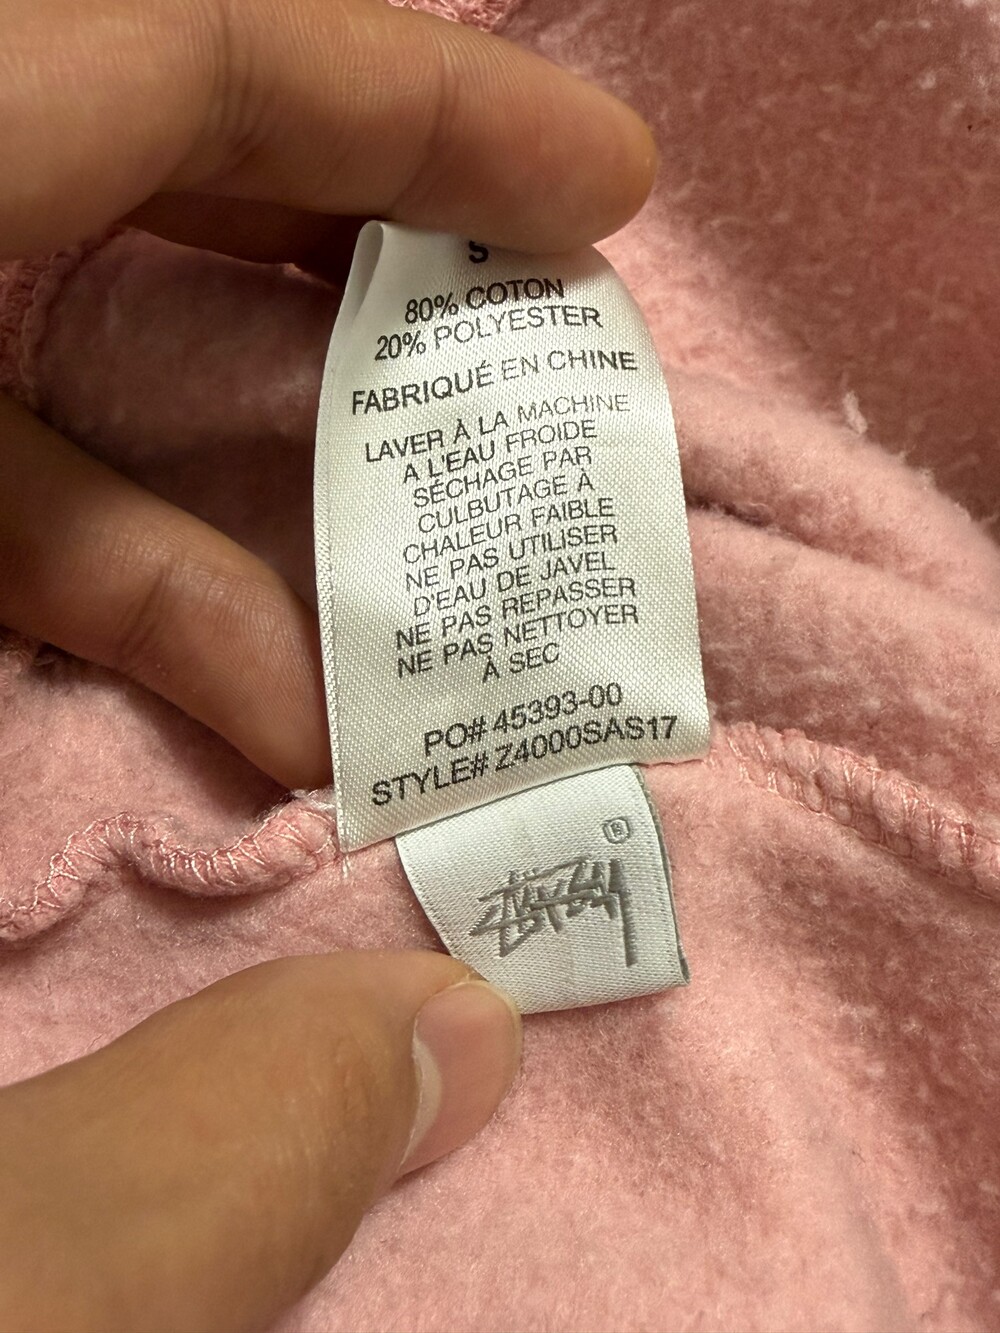 S
80% COTON
20% POLYESTER
FABRIQUÉ EN CHINE
LAVER À LA MACHINE
A L'EAU FROIDE
SÉCHAGE PAR
CULBUTAGE À
CHALEUR FAIBLE
NE PAS UTILISER
D'EAU DE JAVEL
NE PAS REPASSER
NE PAS NETTOYER
À SEC
PO# 45393-00
STYLE# Z4000SAS17
®
STÜSSY